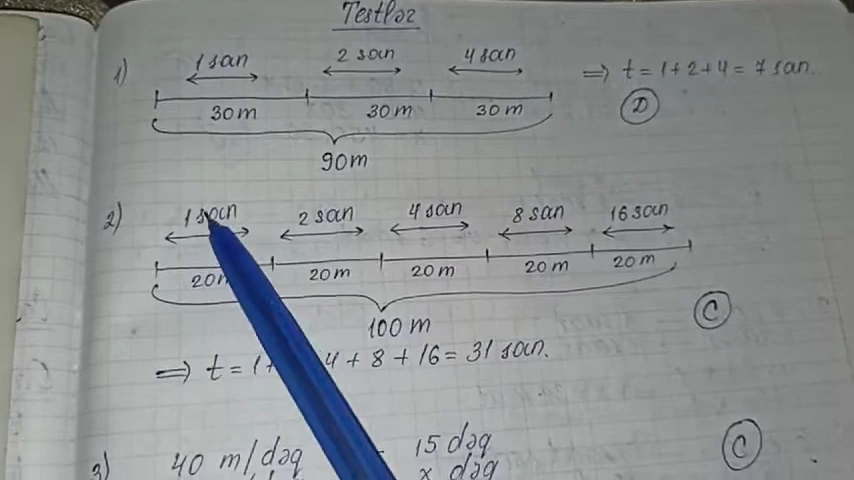 Testlər
1) 1 san 2 san 4 san ⇒ t = 1 + 2 + 4 = 7 san.
30m 30m 30m D
90m
2) 1 san 2 san 4 san 8 san 16 san
20m 20m 20m 20m 20m
100 m C
⇒ t = 1 + 4 + 8 + 16 = 31 san.
3) 40 m/dəq - 15 dəq C
x dəq